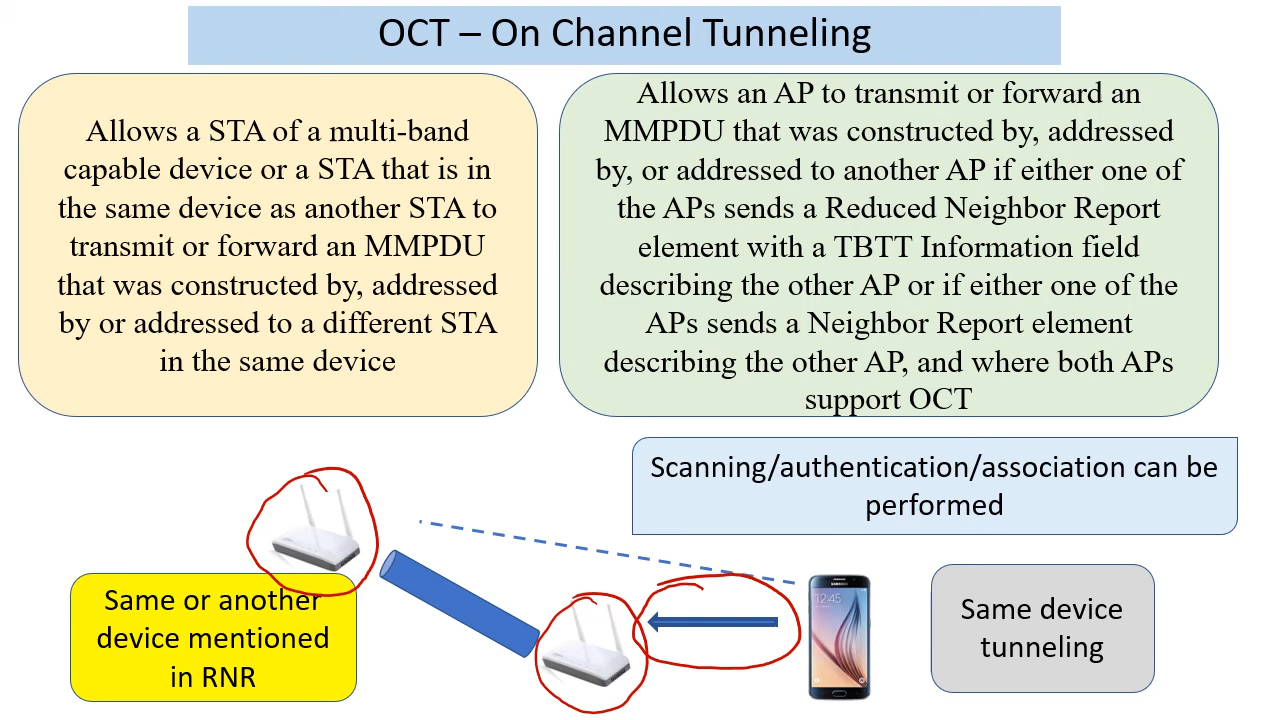 OCT – On Channel Tunneling
Allows a STA of a multi-band
capable device or a STA that is in
the same device as another STA to
transmit or forward an MMPDU
that was constructed by, addressed
by or addressed to a different STA
in the same device
Allows an AP to transmit or forward an
MMPDU that was constructed by, addressed
by, or addressed to another AP if either one of
the APs sends a Reduced Neighbor Report
element with a TBTT Information field
describing the other AP or if either one of the
APs sends a Neighbor Report element
describing the other AP, and where both APs
support OCT
Scanning/authentication/association can be
performed
Same or another
device mentioned
in RNR
SAMSUNG
12:45
Same device
tunneling